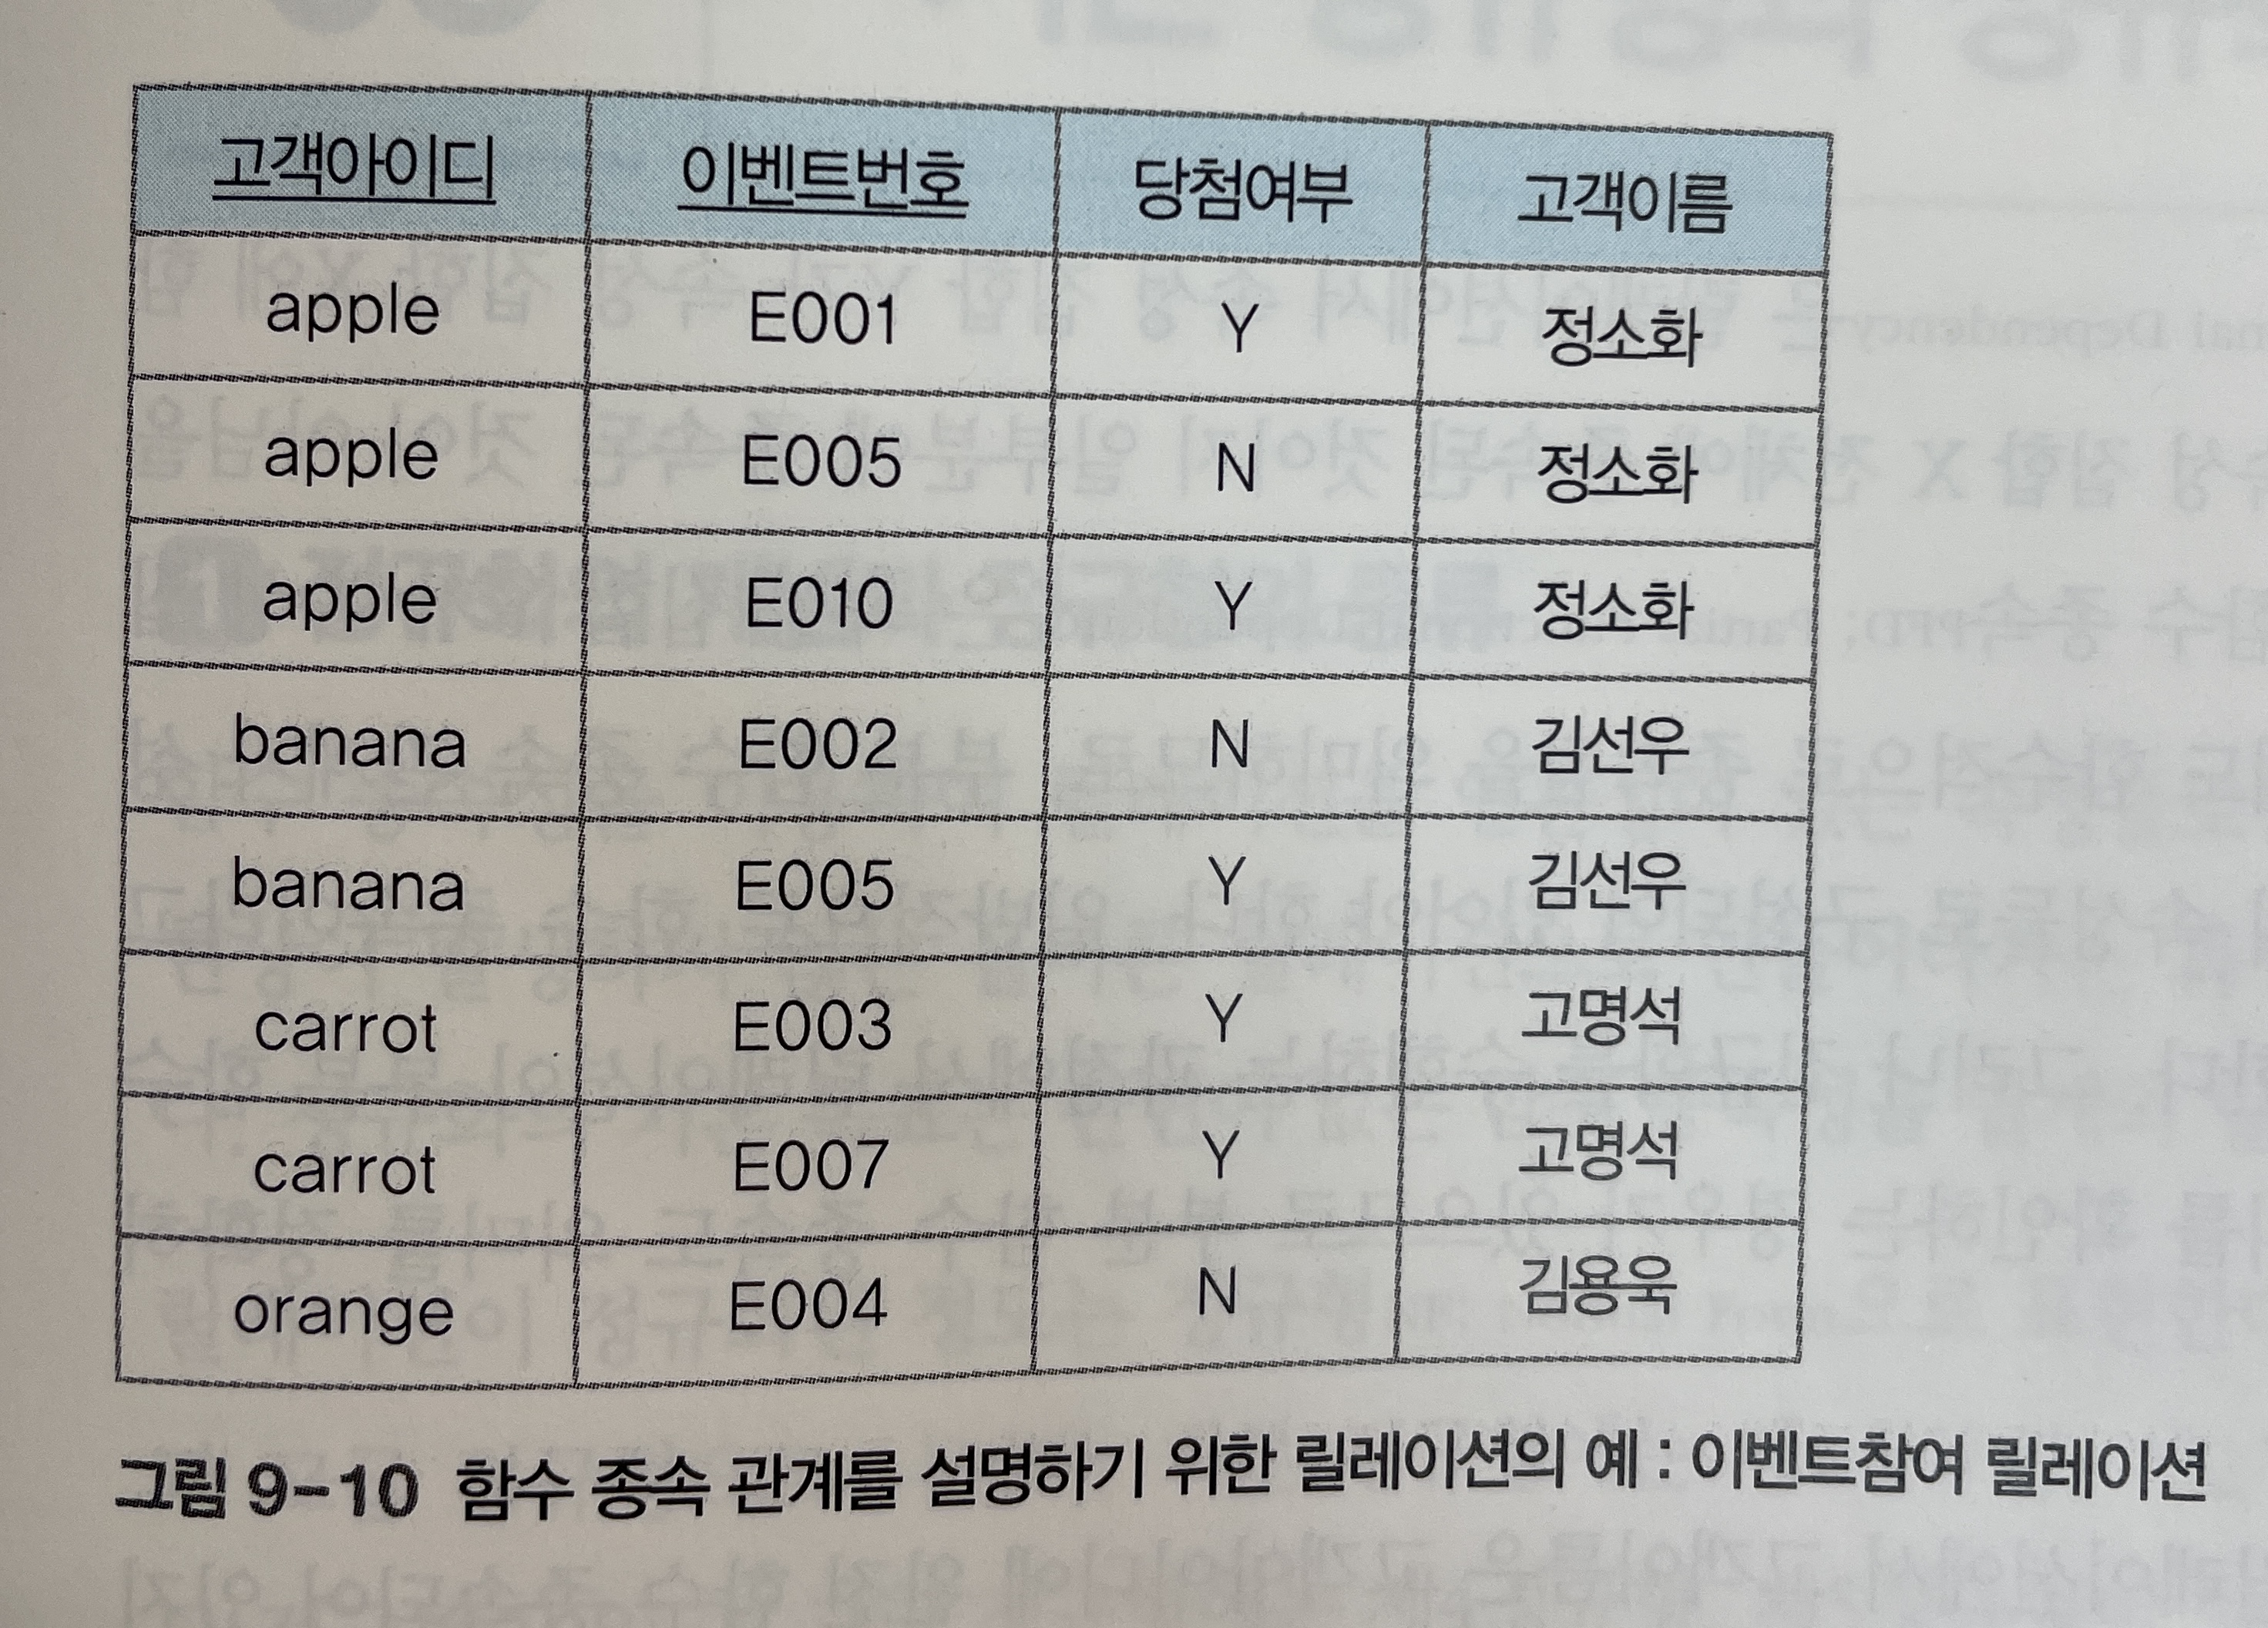 고객아이디 이벤트번호 당첨여부 고객이름
apple E001 Y 정소화
apple E005 N 정소화
apple E010 Y 정소화
banana E002 N 김선우
banana E005 Y 김선우
carrot E003 Y 고명석
carrot E007 Y 고명석
orange E004 N 김용욱
그림 9-10 함수 종속 관계를 설명하기 위한 릴레이션의 예 : 이벤트참여 릴레이션